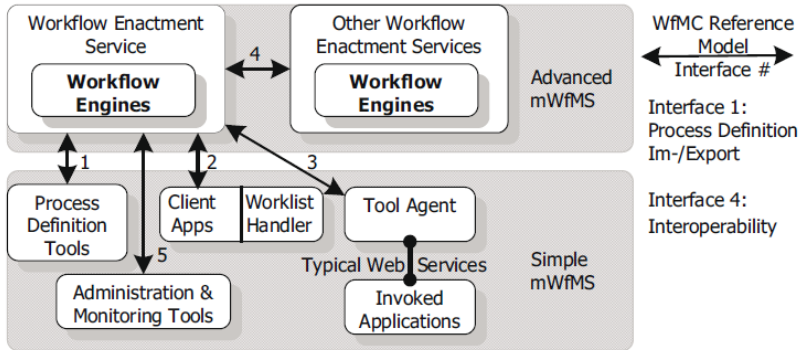 Workflow Enactment
Service
Workflow
Engines
4
Other Workflow
Enactment Services
Workflow
Engines
Advanced
mWfMS
WfMC Reference
Model
Interface #
Interface 1:
Process Definition
Im-/Export
Interface 4:
Interoperability
1
2
3
5
Process
Definition
Tools
Client
Apps
Worklist
Handler
Tool Agent
Typical Web Services
Invoked
Applications
Administration &
Monitoring Tools
Simple
mWfMS